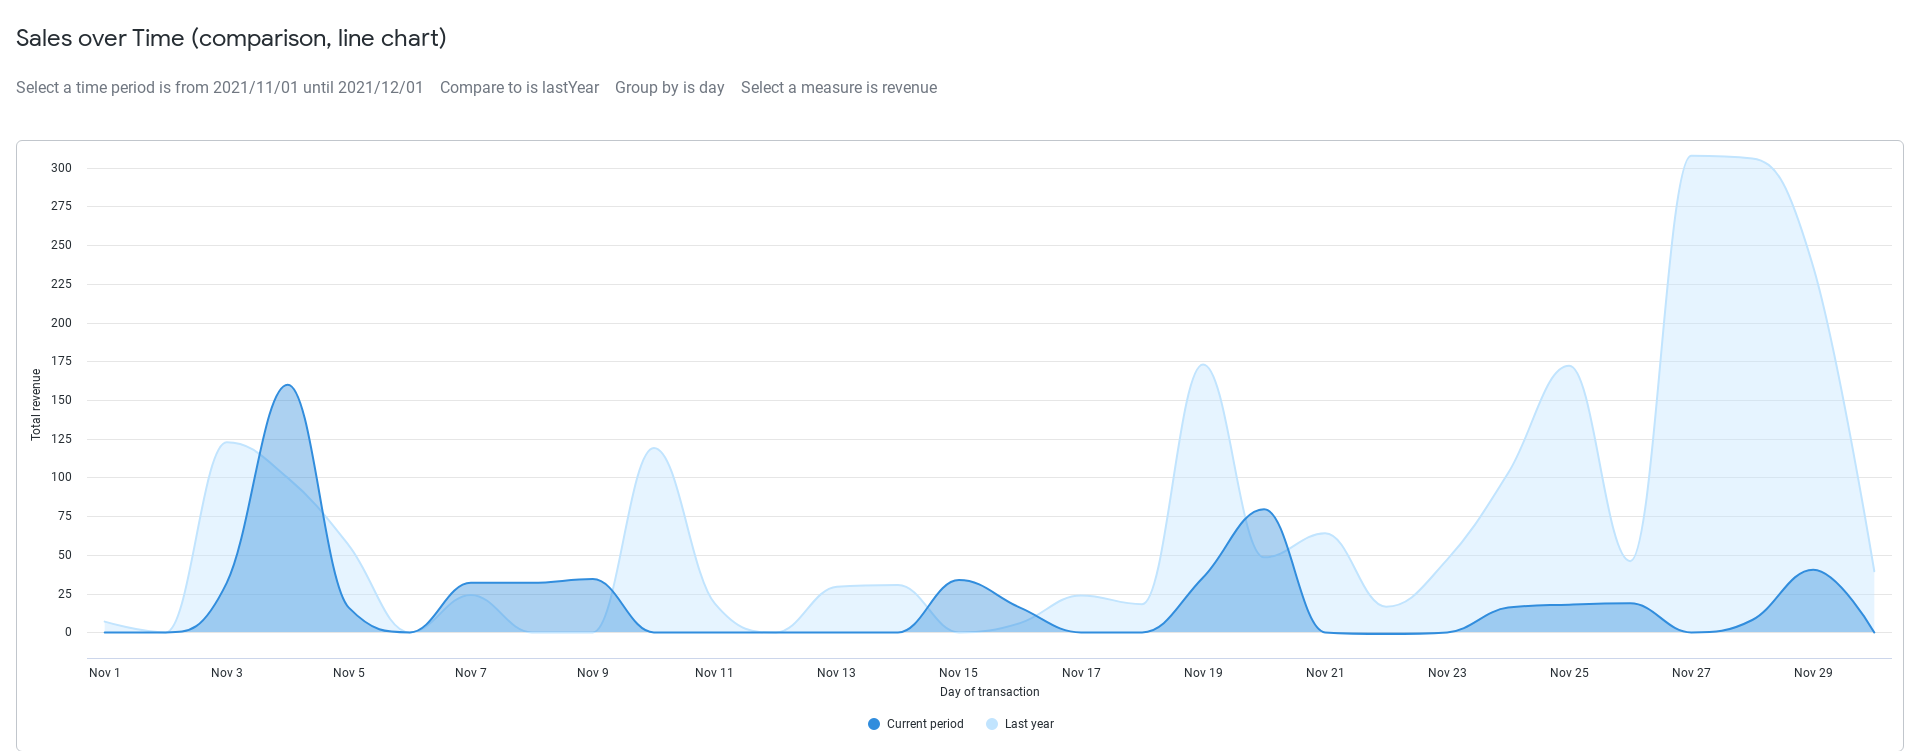 Sales over Time (comparison, line chart)
Select a time period is from 2021/11/01 until 2021/12/01 Compare to is lastYear Group by is day Select a measure is revenue
300
275
250
225
200
175
150
125
100
75
50
25
0
Total revenue
Nov 1 Nov 3 Nov 5 Nov 7 Nov 9 Nov 11 Nov 13 Nov 15 Nov 17 Nov 19 Nov 21 Nov 23 Nov 25 Nov 27 Nov 29
Day of transaction
Current period Last year